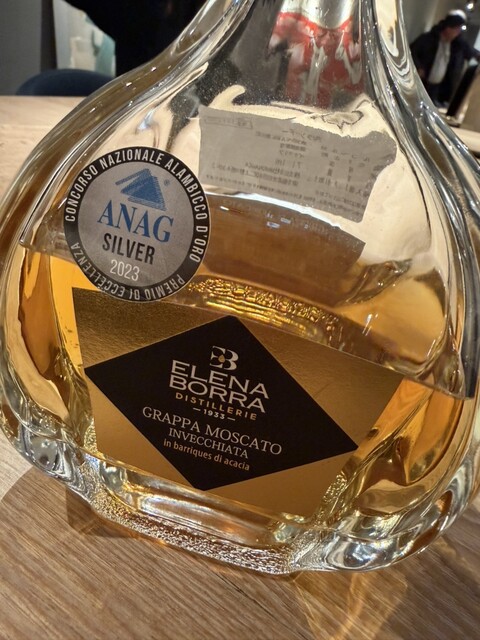 CONCORSO NAZIONALE ALAMBICCO D'ORO
ANAG
SILVER
2023
PREMIO DI ECCELLENZA
EB
ELENA
BORRA
DISTILLERIE
—1933—
GRAPPA MOSCATO
INVECCHIATA
in barriques di acacia